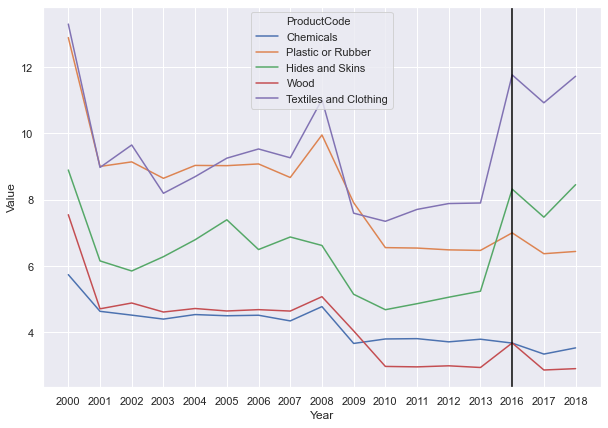 ProductCode
Chemicals
Plastic or Rubber
Hides and Skins
Wood
Textiles and Clothing
12
10
8
6
4
Value
2000 2001 2002 2003 2004 2005 2006 2007 2008 2009 2010 2011 2012 2013 2016 2017 2018
Year